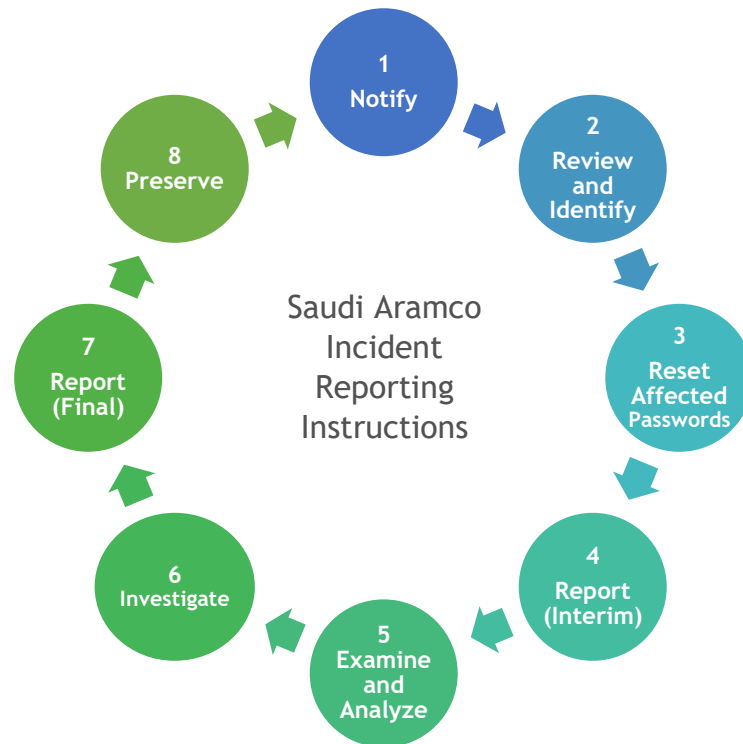 1
Notify
2
Review
and
Identify
3
Reset
Affected
Passwords
4
Report
(Interim)
5
Examine
and
Analyze
6
Investigate
7
Report
(Final)
8
Preserve
Saudi Aramco
Incident
Reporting
Instructions